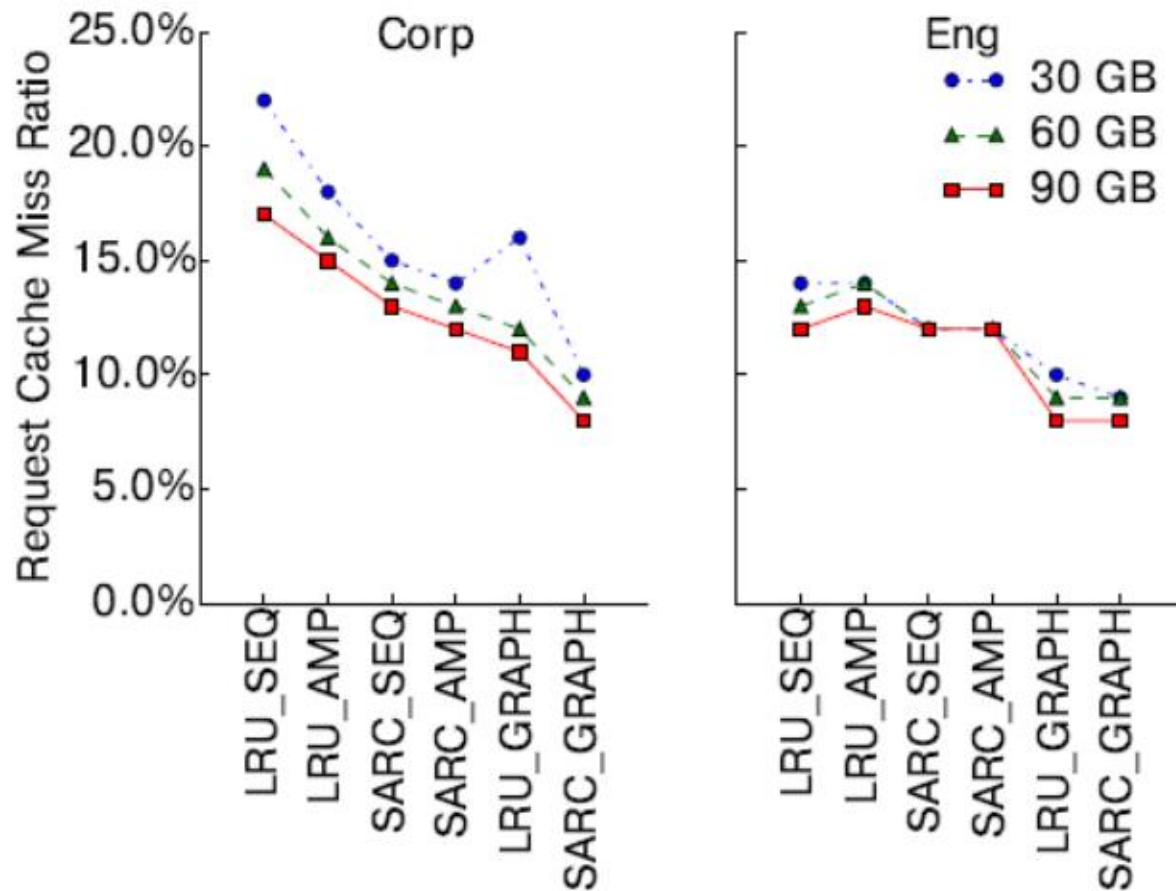 Request Cache Miss Ratio
25.0%
20.0%
15.0%
10.0%
5.0%
0.0%
Corp
LRU_SEQ
LRU_AMP
SARC_SEQ
SARC_AMP
LRU_GRAPH
SARC_GRAPH
Eng
30 GB
60 GB
90 GB
LRU_SEQ
LRU_AMP
SARC_SEQ
SARC_AMP
LRU_GRAPH
SARC_GRAPH